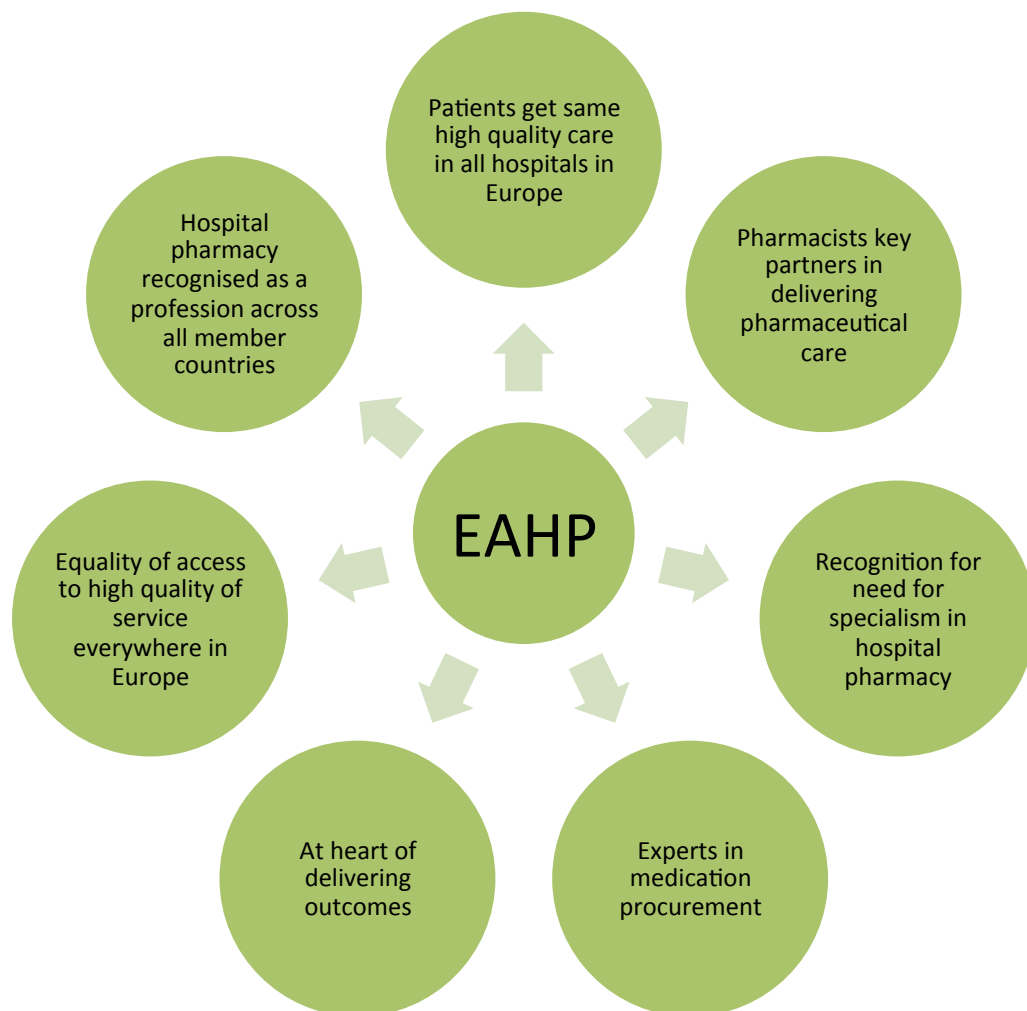 Patients get same
high quality care
in all hospitals in
Europe
Pharmacists key
partners in
delivering
pharmaceutical
care
Recognition for
need for
specialism in
hospital
pharmacy
Experts in
medication
procurement
At heart of
delivering
outcomes
Equality of access
to high quality of
service
everywhere in
Europe
Hospital
pharmacy
recognised as a
profession across
all member
countries
EAHP